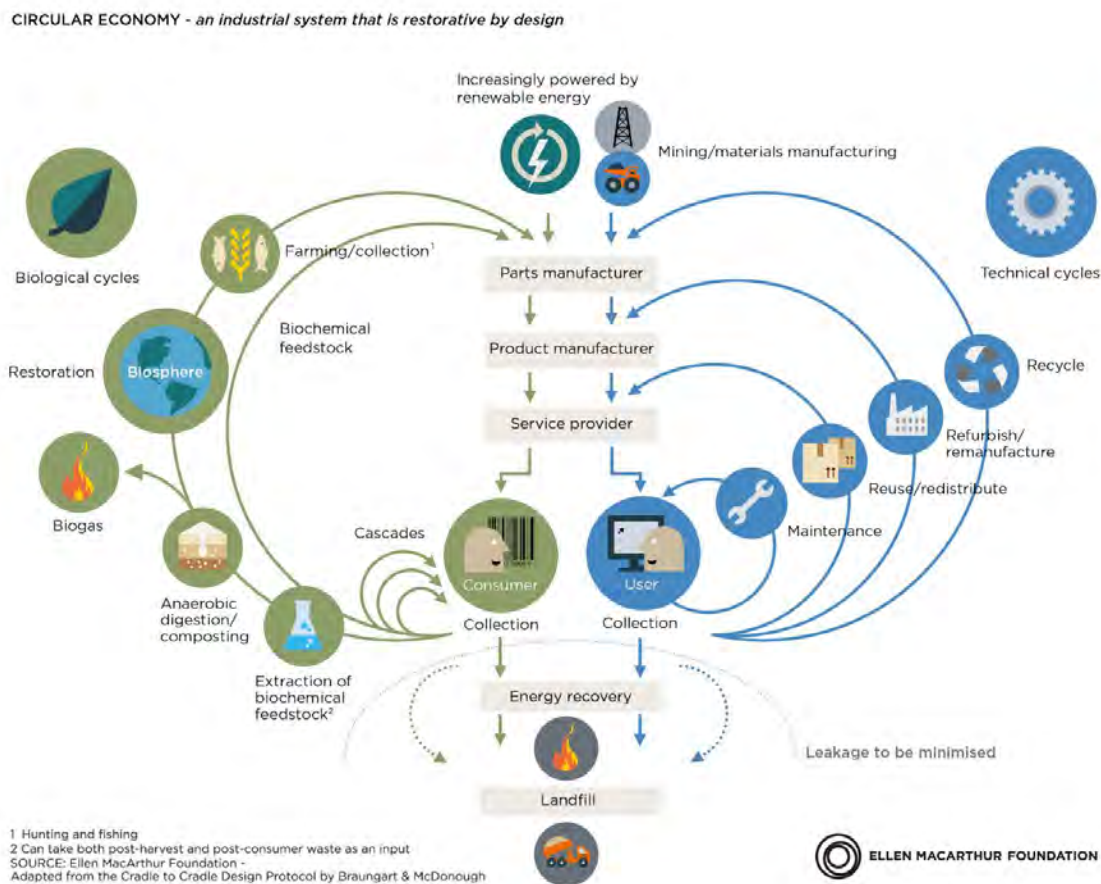 CIRCULAR ECONOMY - an industrial system that is restorative by design
Increasingly powered by
renewable energy
Mining/materials manufacturing
Biological cycles
Farming/collection1
Technical cycles
Parts manufacturer
Biochemical
feedstock
Product manufacturer
Restoration
Biosphere
Recycle
Service provider
Refurbish/
remanufacture
Reuse/redistribute
Biogas
Cascades
Maintenance
Consumer
User
Anaerobic
digestion/
composting
Collection
Collection
Extraction of
biochemical
feedstock2
Energy recovery
Leakage to be minimised
Landfill
1 Hunting and fishing
2 Can take both post-harvest and post-consumer waste as an input
SOURCE: Ellen MacArthur Foundation -
Adapted from the Cradle to Cradle Design Protocol by Braungart & McDonough
ELLEN MACARTHUR FOUNDATION